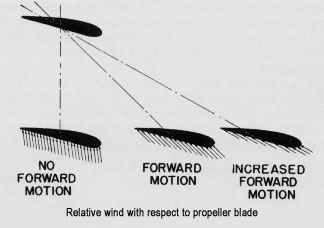 NO
FORWARD
MOTION
FORWARD
MOTION
INCREASED
FORWARD
MOTION
Relative wind with respect to propeller blade